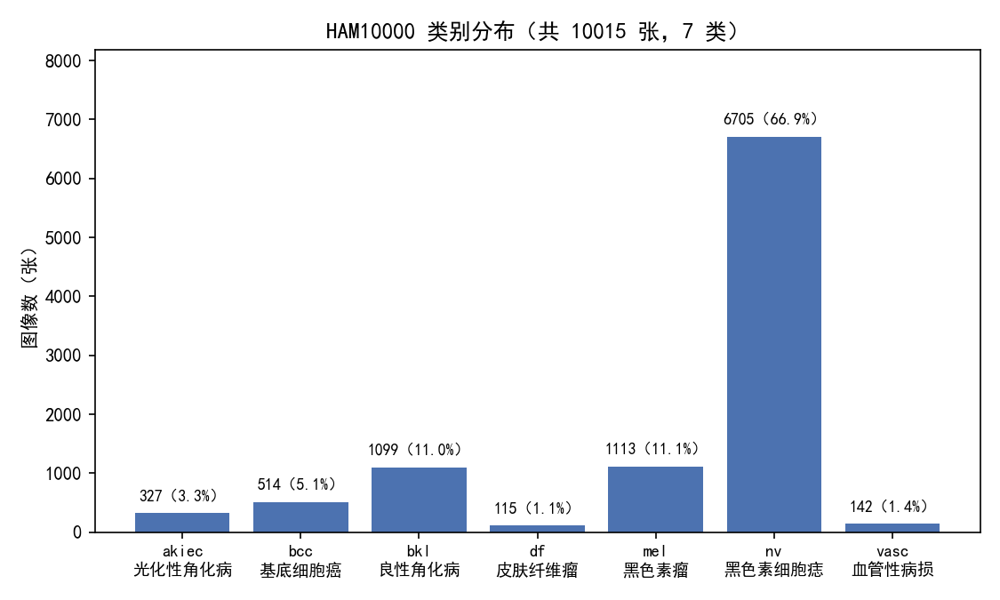 HAM10000 类别分布（共 10015 张，7 类）
图像数（张）
8000
7000
6000
5000
4000
3000
2000
1000
0
327（3.3%）
514（5.1%）
1099（11.0%）
115（1.1%）
1113（11.1%）
6705（66.9%）
142（1.4%）
akiec
光化性角化病
bcc
基底细胞癌
bkl
良性角化病
df
皮肤纤维瘤
mel
黑色素瘤
nv
黑色素细胞痣
vasc
血管性病损